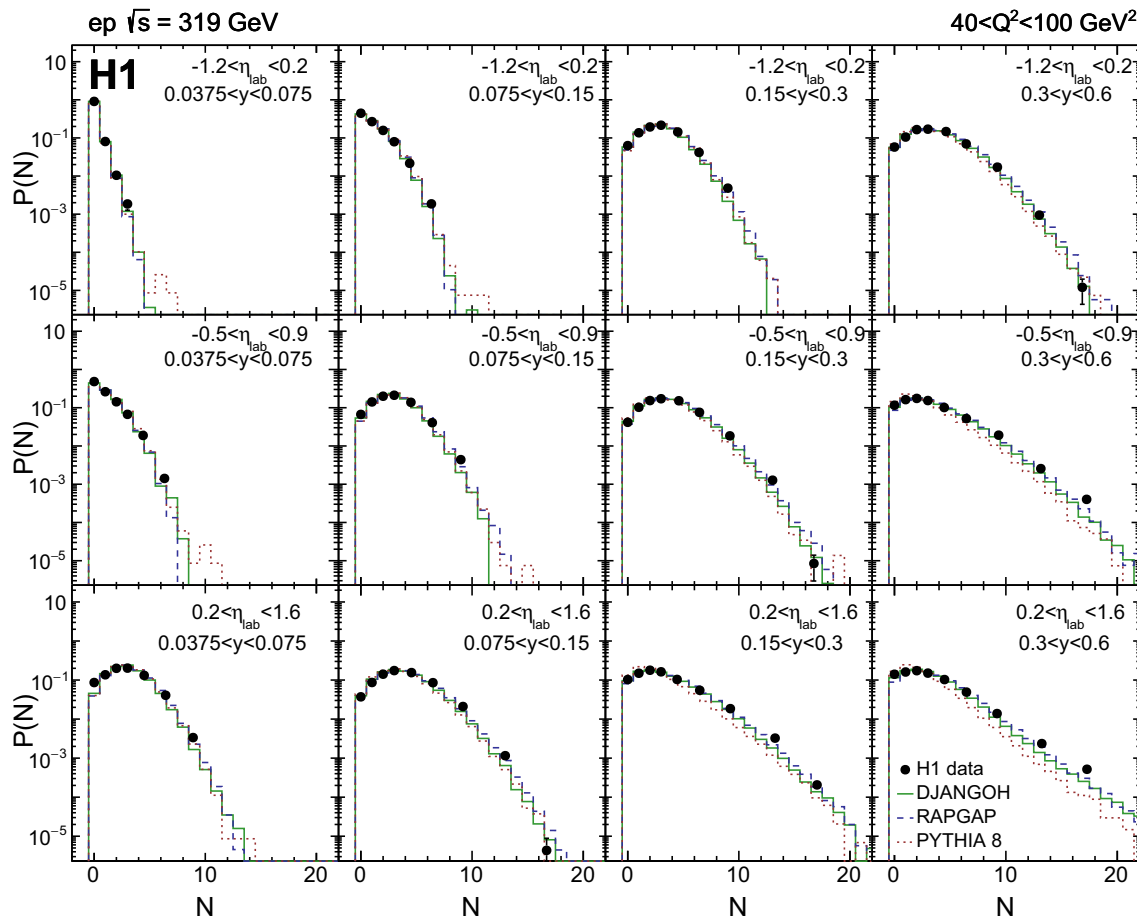 ep √s = 319 GeV
40<Q²<100 GeV²
H1
P(N)
10
10⁻¹
10⁻³
10⁻⁵
-1.2<η_lab<0.2
0.0375<y<0.075
-1.2<η_lab<0.2
0.075<y<0.15
-1.2<η_lab<0.2
0.15<y<0.3
-1.2<η_lab<0.2
0.3<y<0.6
P(N)
10
10⁻¹
10⁻³
10⁻⁵
-0.5<η_lab<0.9
0.0375<y<0.075
-0.5<η_lab<0.9
0.075<y<0.15
-0.5<η_lab<0.9
0.15<y<0.3
-0.5<η_lab<0.9
0.3<y<0.6
P(N)
10
10⁻¹
10⁻³
10⁻⁵
0.2<η_lab<1.6
0.0375<y<0.075
0.2<η_lab<1.6
0.075<y<0.15
0.2<η_lab<1.6
0.15<y<0.3
0.2<η_lab<1.6
0.3<y<0.6
H1 data
DJANGOH
RAPGAP
PYTHIA 8
0 10 20 0 10 20 0 10 20 0 10 20
N N N N